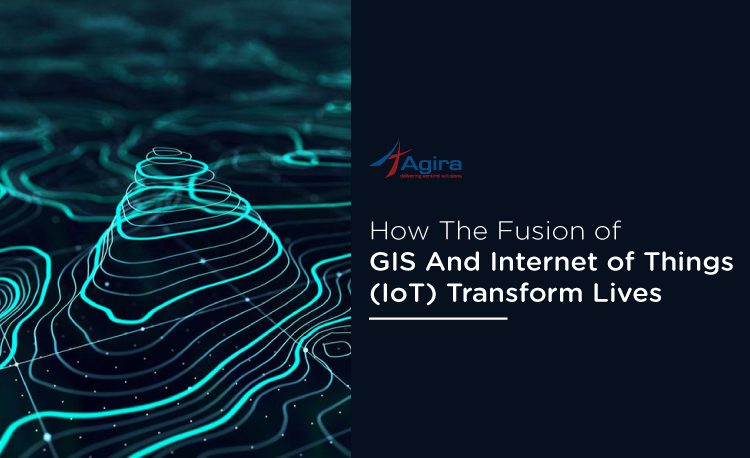 Agira
delivering sentinel solutions
How The Fusion of
GIS And Internet of Things
(IoT) Transform Lives